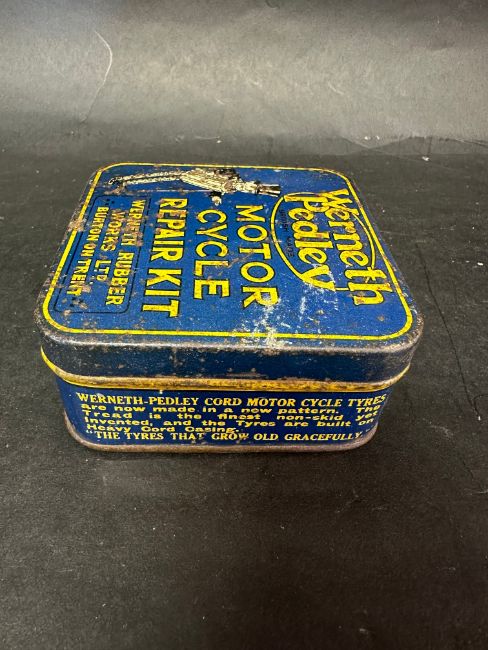 Werneth
Pedley
MOTOR
CYCLE
REPAIR KIT
WERNETH RUBBER
WORKS LTD
BURTON ON TRENT
WERNETH-PEDLEY CORD MOTOR CYCLE TYRES
are now made in a new pattern. The
Tread is the finest non-skid yet
invented, and the Tyres are built on
Heavy Cord Casing.
"THE TYRES THAT GROW OLD GRACEFULLY."